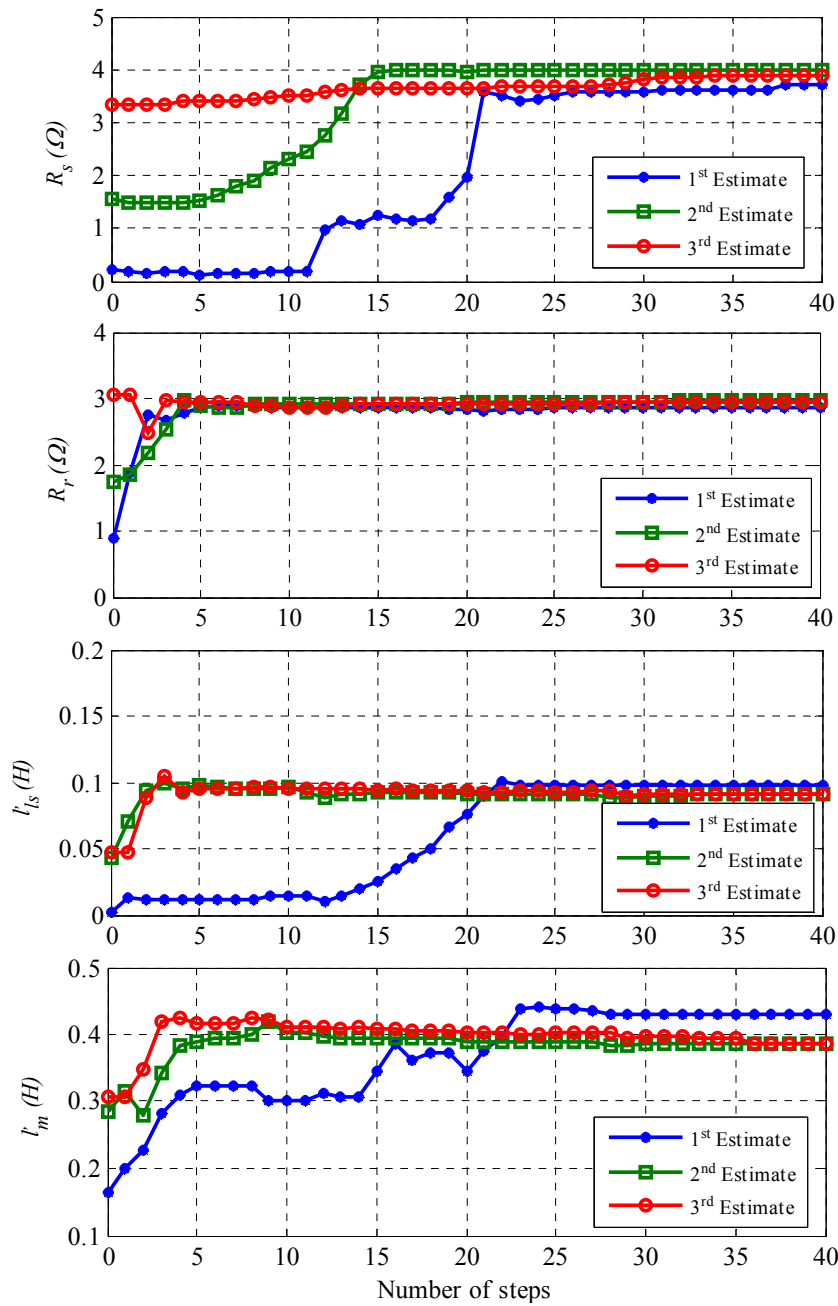 5
4
3
2
1
0
R_s (Ω)
1st Estimate
2nd Estimate
3rd Estimate
0 5 10 15 20 25 30 35 40
4
3
2
1
0
R_r (Ω)
1st Estimate
2nd Estimate
3rd Estimate
0 5 10 15 20 25 30 35 40
0.2
0.15
0.1
0.05
0
l'_ls (H)
1st Estimate
2nd Estimate
3rd Estimate
0 5 10 15 20 25 30 35 40
0.5
0.4
0.3
0.2
0.1
l'_m (H)
1st Estimate
2nd Estimate
3rd Estimate
0 5 10 15 20 25 30 35 40
Number of steps